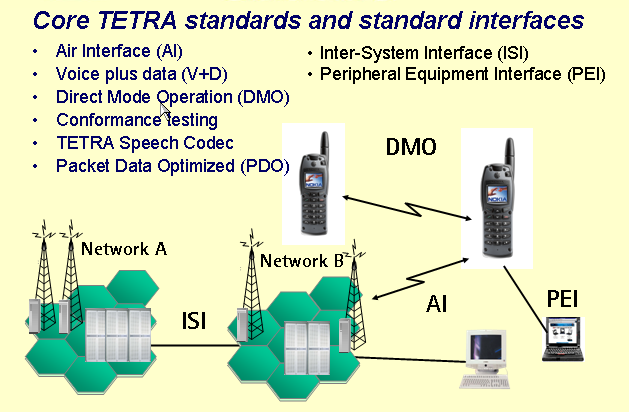 Core TETRA standards and standard interfaces
• Air Interface (AI)
• Voice plus data (V+D)
• Direct Mode Operation (DMO)
• Conformance testing
• TETRA Speech Codec
• Packet Data Optimized (PDO)
• Inter-System Interface (ISI)
• Peripheral Equipment Interface (PEI)
DMO
NOKIA
NOKIA
Network A
Network B
ISI
AI
PEI